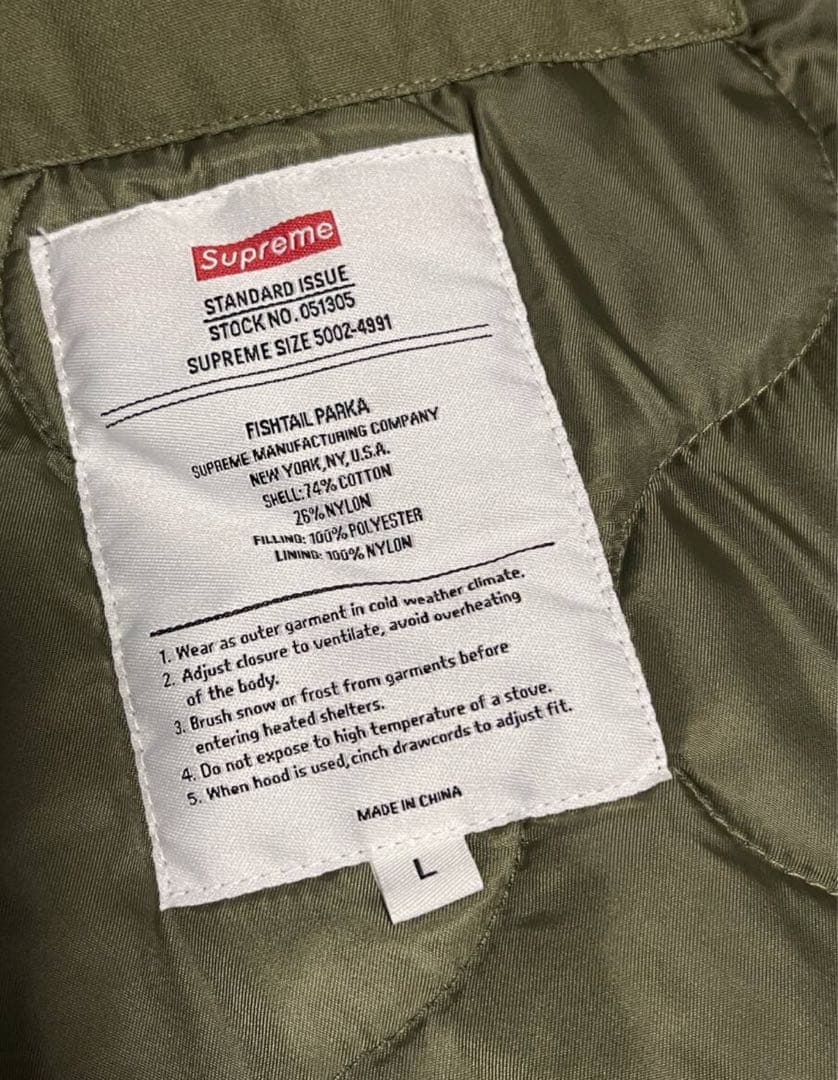 Supreme
STANDARD ISSUE
STOCK NO. 051305
SUPREME SIZE 5002-4991
FISHTAIL PARKA
SUPREME MANUFACTURING COMPANY
NEW YORK, NY, U.S.A.
SHELL: 74% COTTON
26% NYLON
FILLING: 100% POLYESTER
LINING: 100% NYLON
1. Wear as outer garment in cold weather climate.
2. Adjust closure to ventilate, avoid overheating
of the body.
3. Brush snow or frost from garments before
entering heated shelters.
4. Do not expose to high temperature of a stove.
5. When hood is used, cinch drawcords to adjust fit.
MADE IN CHINA
L